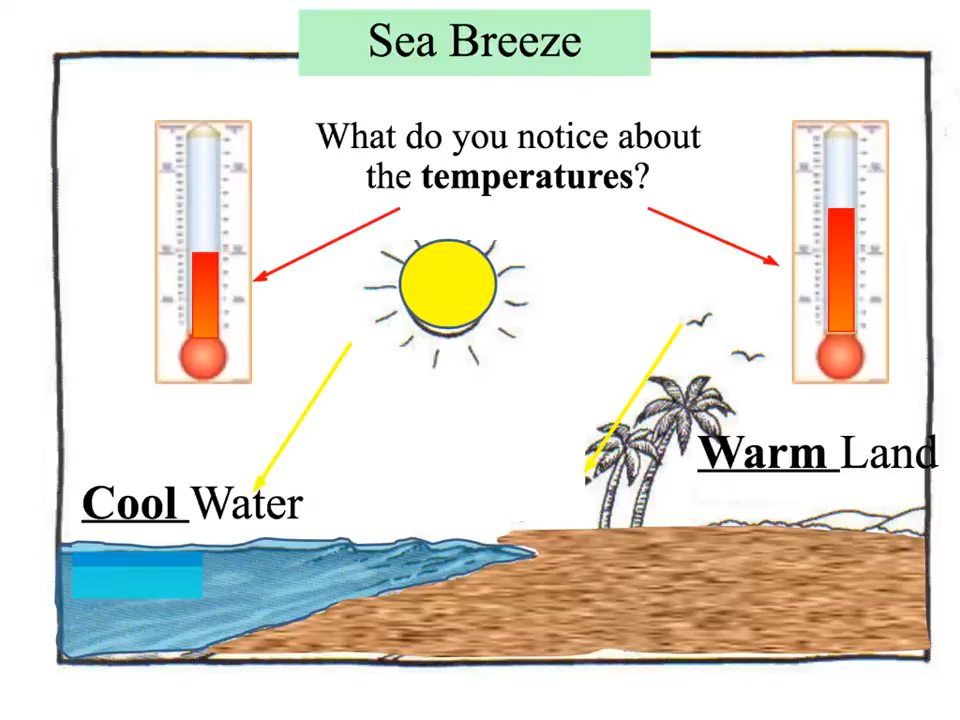 Sea Breeze
What do you notice about
the temperatures?
Warm Land
Cool Water